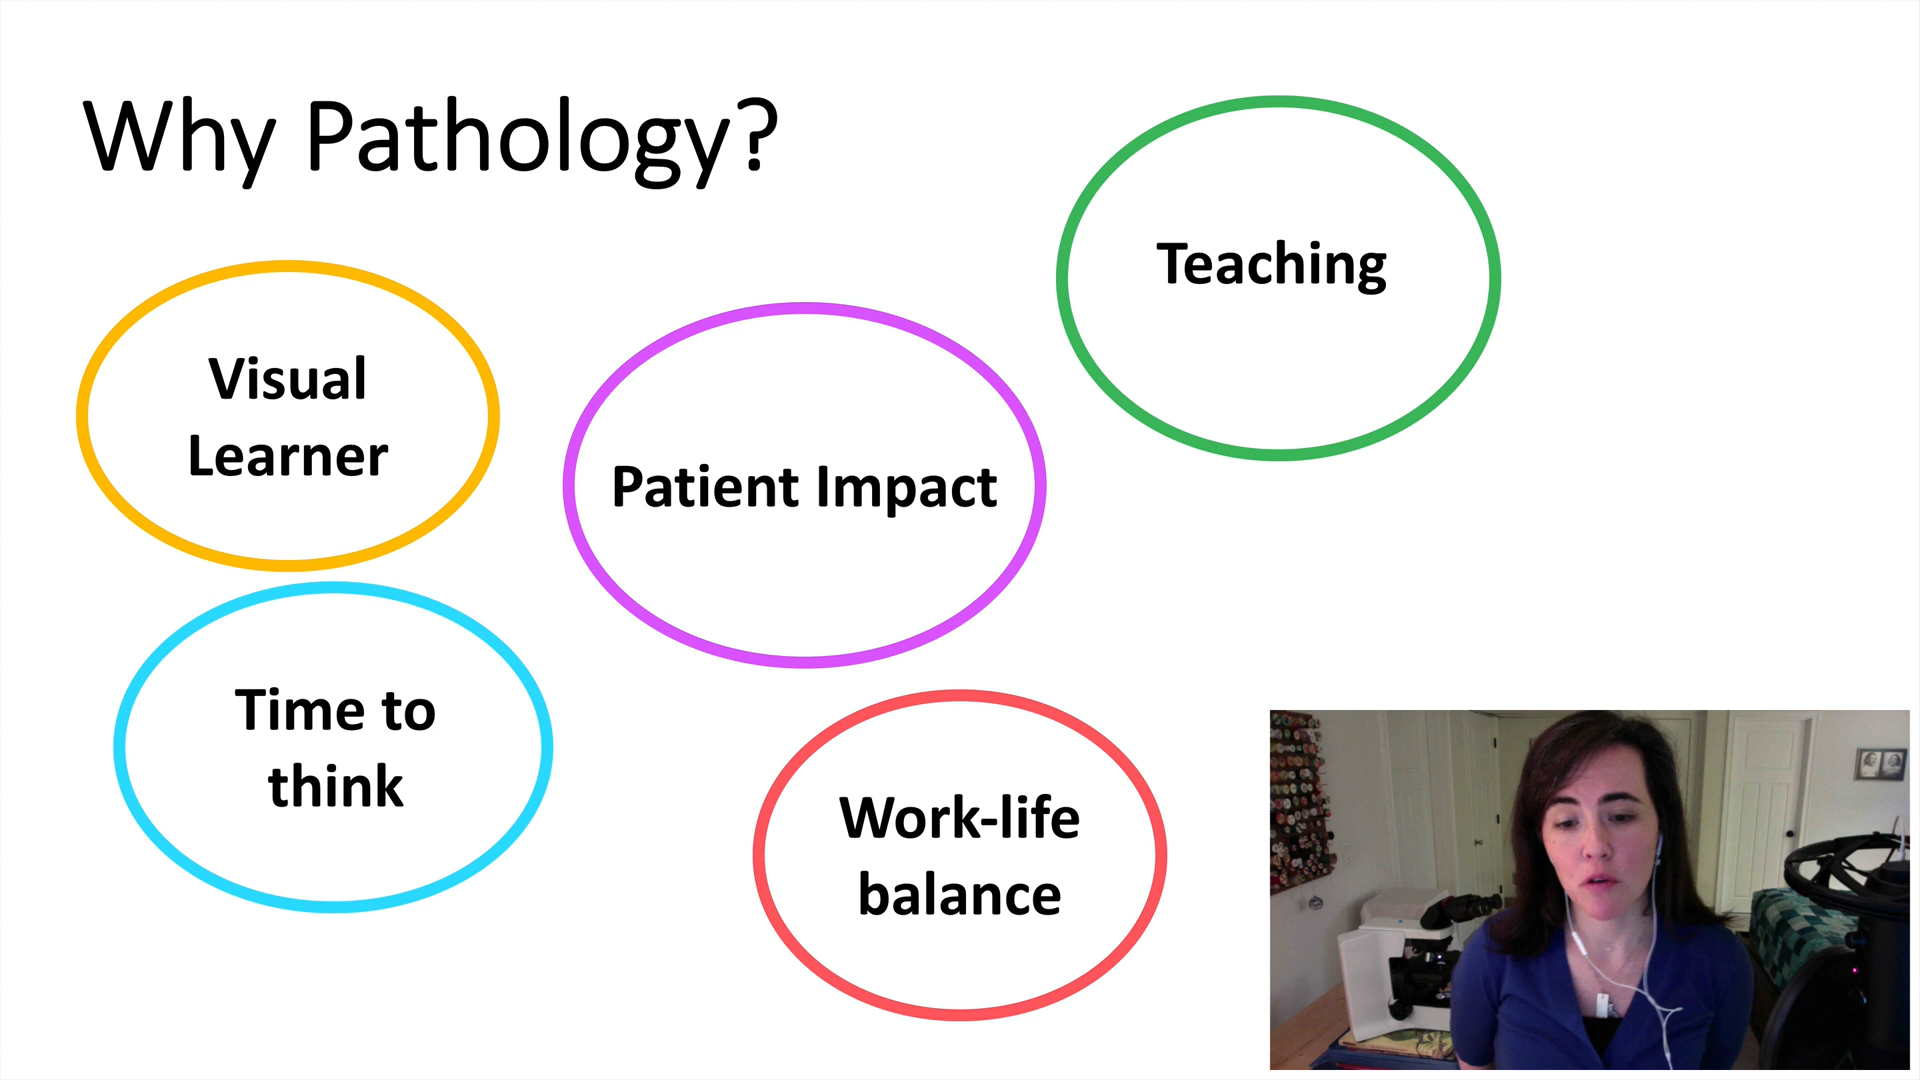 Why Pathology?
Teaching
Visual
Learner
Patient Impact
Time to
think
Work-life
balance